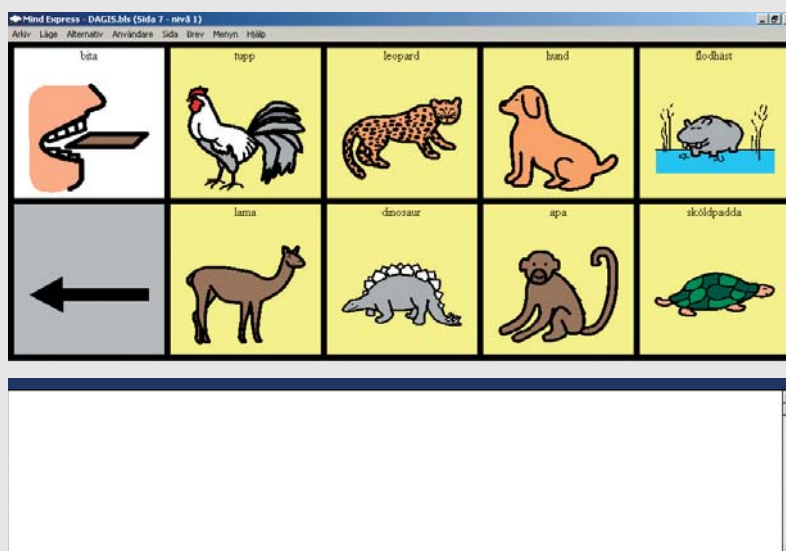 Mind Express - DAGIS.bls (Sida 7 - nivå 1)
Arkiv Läge Alternativ Användare Sida Brev Menyn Hjälp
bita tupp leopard hund flodhäst
lama dinosaur apa sköldpadda